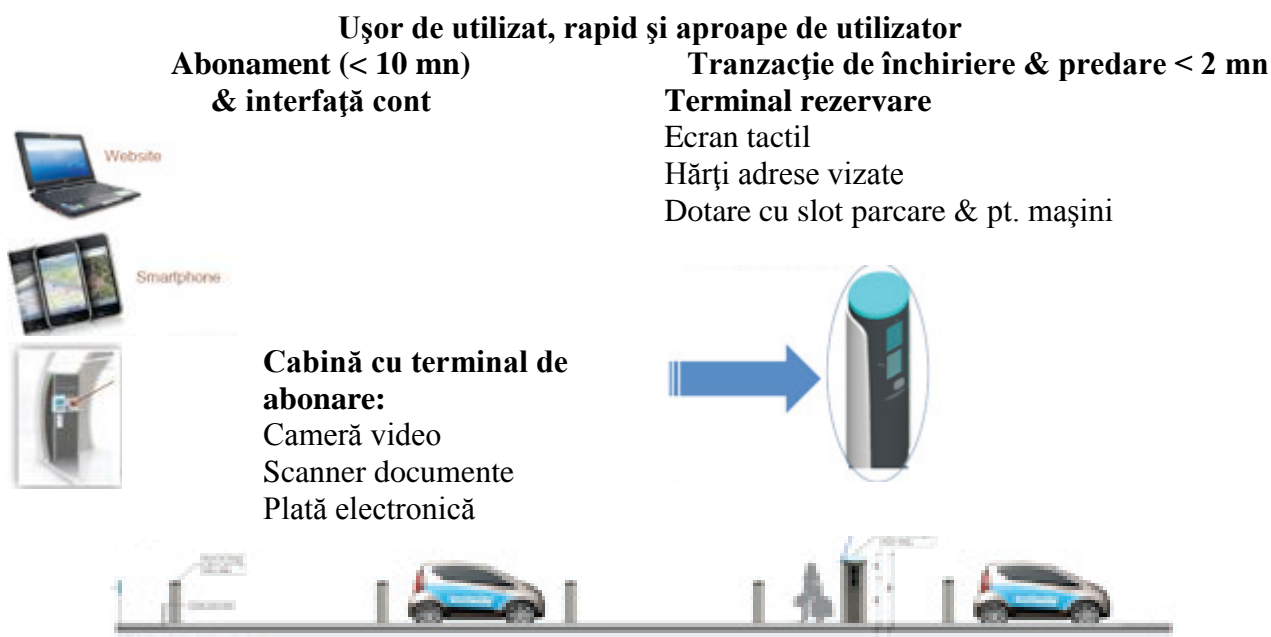 Uşor de utilizat, rapid şi aproape de utilizator
Abonament (< 10 mn)
& interfaţă cont
Tranzacţie de închiriere & predare < 2 mn
Terminal rezervare
Ecran tactil
Hărţi adrese vizate
Dotare cu slot parcare & pt. maşini
Website
Smartphone
Cabină cu terminal de
abonare:
Cameră video
Scanner documente
Plată electronică